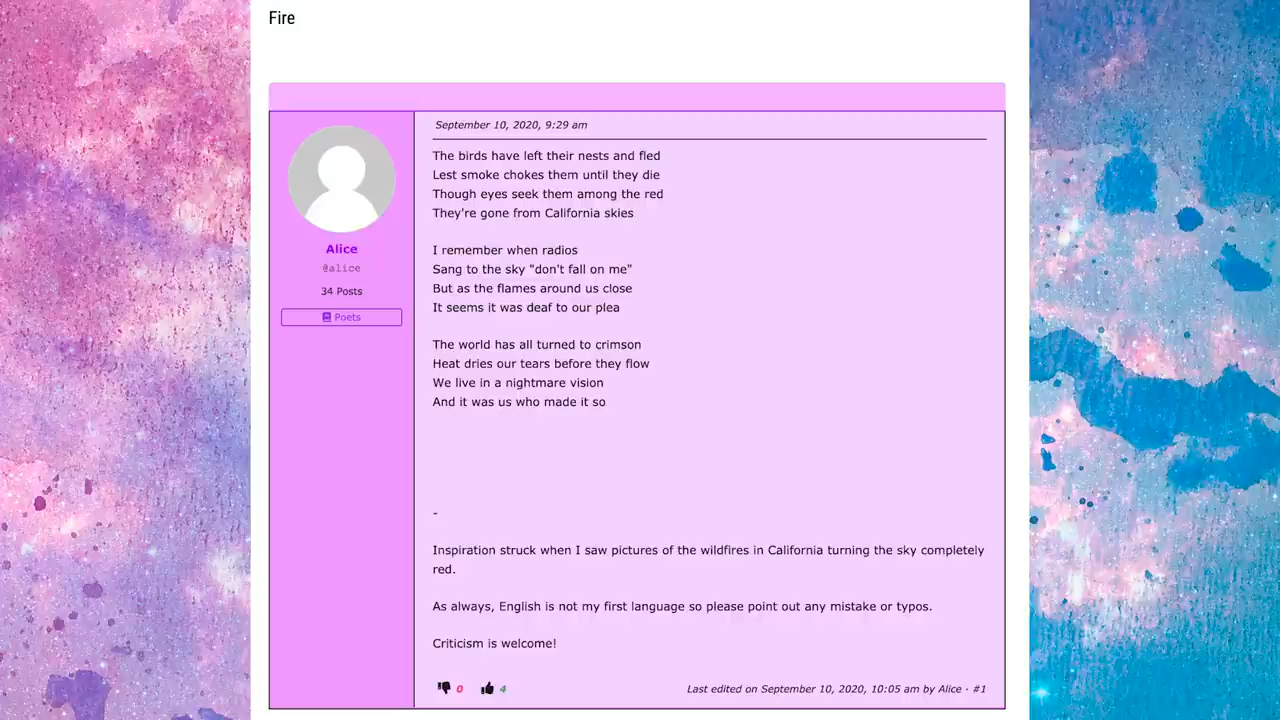 Fire
September 10, 2020, 9:29 am
The birds have left their nests and fled
Lest smoke chokes them until they die
Though eyes seek them among the red
They're gone from California skies
I remember when radios
Sang to the sky "don't fall on me"
But as the flames around us close
It seems it was deaf to our plea
The world has all turned to crimson
Heat dries our tears before they flow
We live in a nightmare vision
And it was us who made it so
-
Inspiration struck when I saw pictures of the wildfires in California turning the sky completely
red.
As always, English is not my first language so please point out any mistake or typos.
Criticism is welcome!
Alice
@alice
34 Posts
Poets
0 4
Last edited on September 10, 2020, 10:05 am by Alice · #1